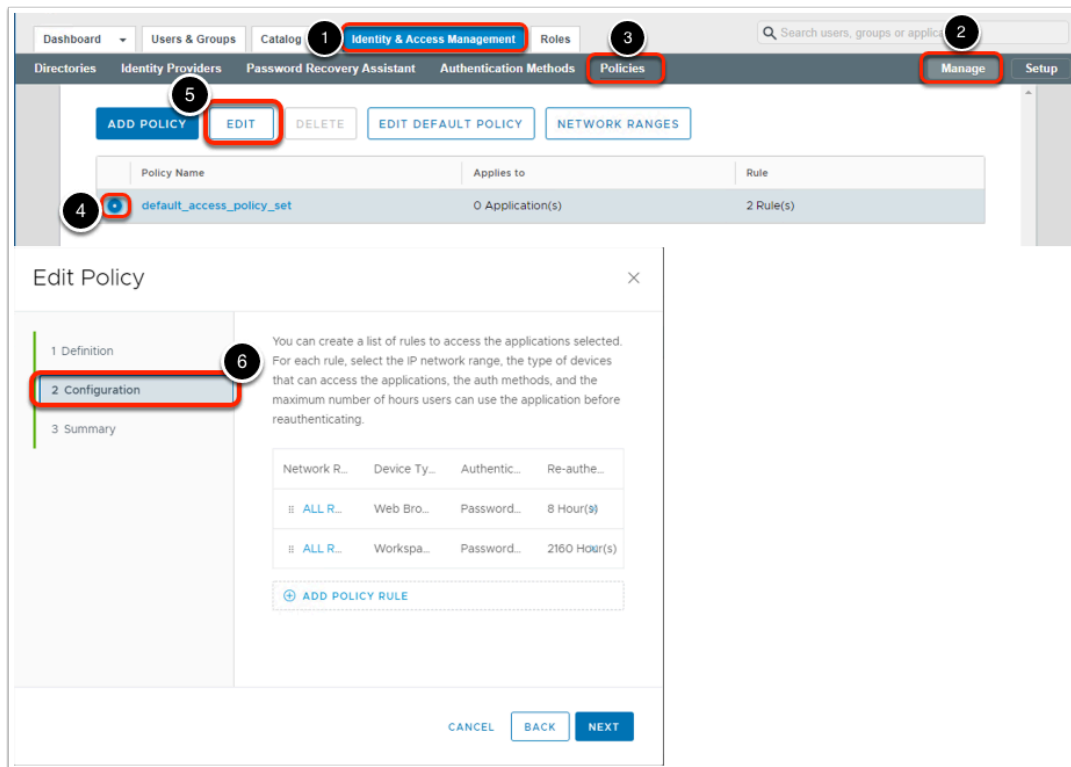 1
3
2
Dashboard Users & Groups Catalog Identity & Access Management Roles
Search users, groups or applic
Directories Identity Providers Password Recovery Assistant Authentication Methods Policies Manage Setup
5
ADD POLICY EDIT DELETE EDIT DEFAULT POLICY NETWORK RANGES
Policy Name Applies to Rule
4
default_access_policy_set 0 Application(s) 2 Rule(s)
Edit Policy
1 Definition
6
2 Configuration
3 Summary
You can create a list of rules to access the applications selected.
For each rule, select the IP network range, the type of devices
that can access the applications, the auth methods, and the
maximum number of hours users can use the application before
reauthenticating.
Network R... Device Ty... Authentic... Re-authe...
ALL R... Web Bro... Password... 8 Hour(s)
ALL R... Workspa... Password... 2160 Hour(s)
ADD POLICY RULE
CANCEL BACK NEXT